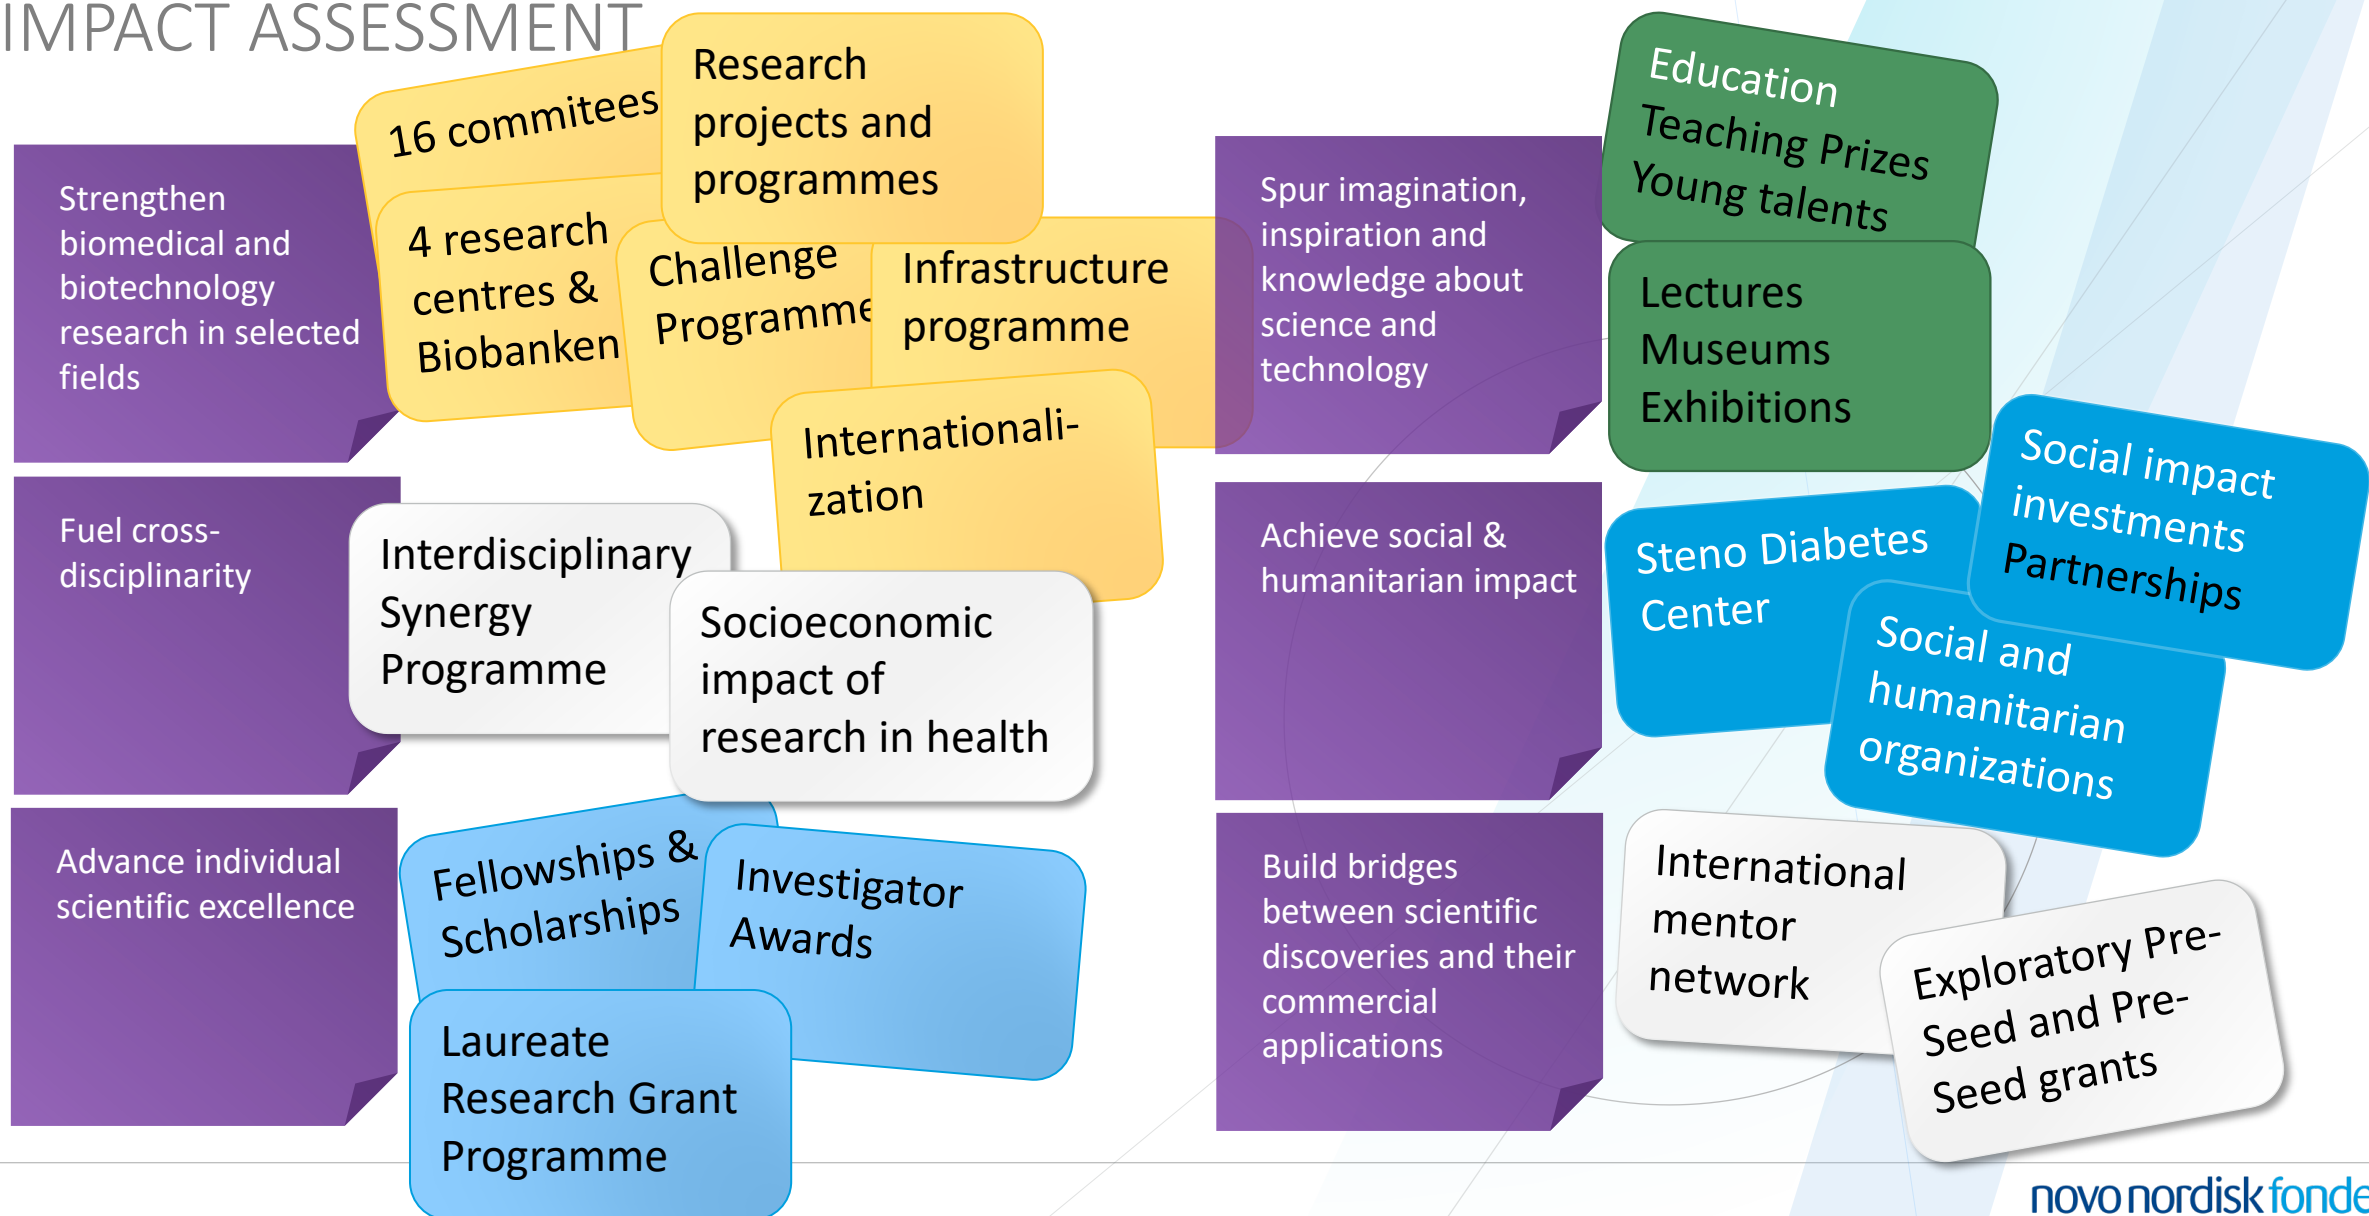 IMPACT ASSESSMENT
Strengthen
biomedical and
biotechnology
research in selected
fields
16 commitees
Research
projects and
programmes
4 research
centres &
Biobanken
Challenge
Programme
Infrastructure
programme
Internationali-
zation
Fuel cross-
disciplinarity
Interdisciplinary
Synergy
Programme
Socioeconomic
impact of
research in health
Advance individual
scientific excellence
Fellowships &
Scholarships
Investigator
Awards
Laureate
Research Grant
Programme
Spur imagination,
inspiration and
knowledge about
science and
technology
Education
Teaching Prizes
Young talents
Lectures
Museums
Exhibitions
Achieve social &
humanitarian impact
Steno Diabetes
Center
Social impact
investments
Partnerships
Social and
humanitarian
organizations
Build bridges
between scientific
discoveries and their
commercial
applications
International
mentor
network
Exploratory Pre-
Seed and Pre-
Seed grants
novo nordisk fonde